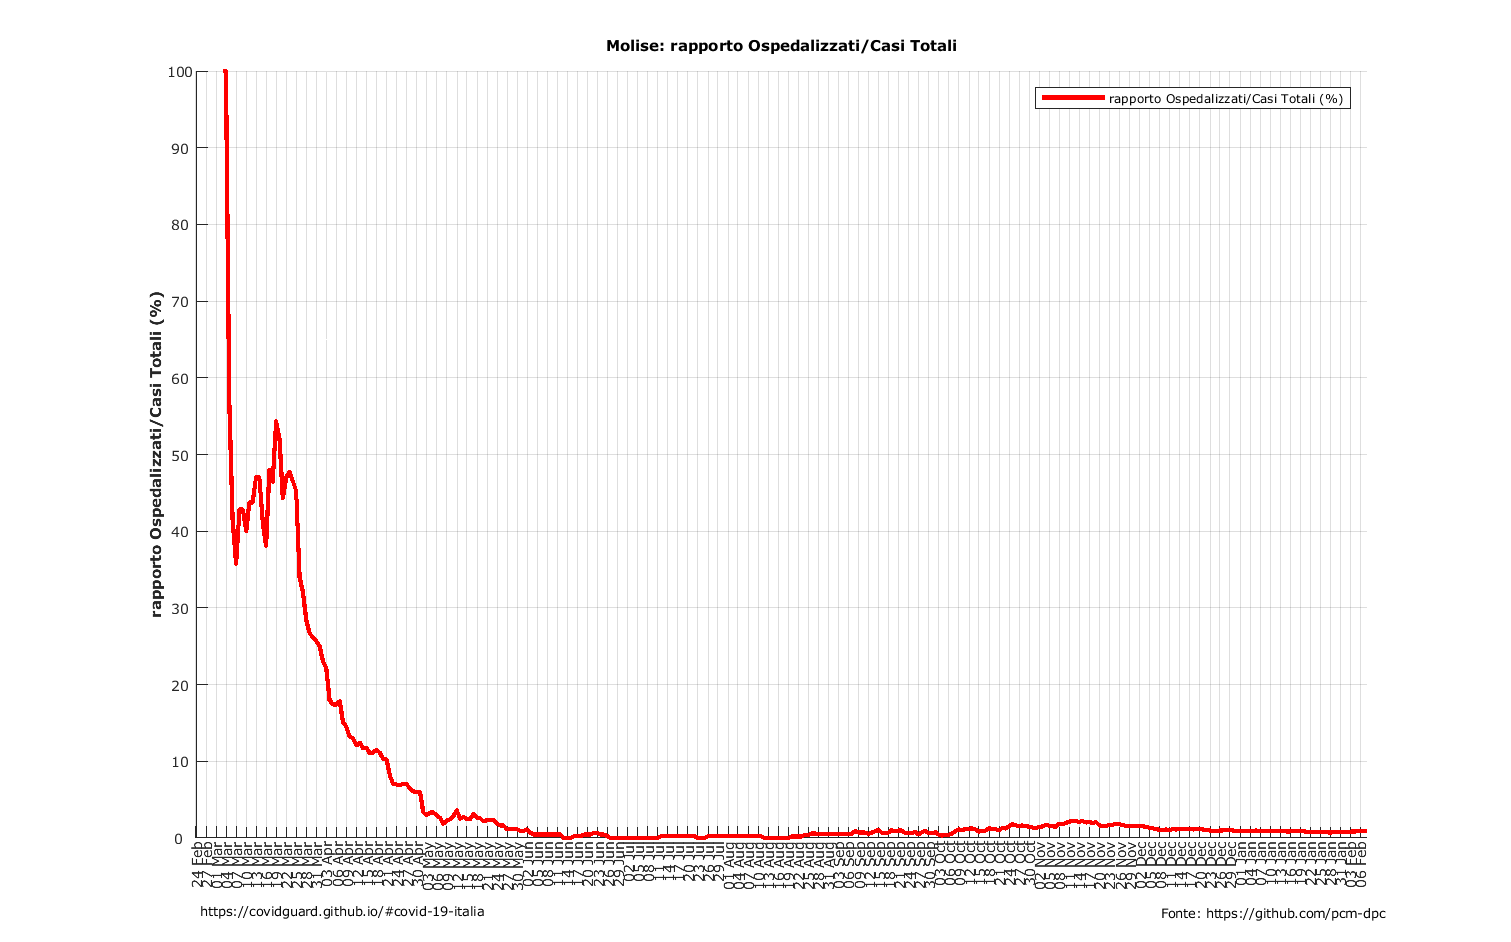 Molise: rapporto Ospedalizzati/Casi Totali
rapporto Ospedalizzati/Casi Totali (%)
rapporto Ospedalizzati/Casi Totali (%)
100
90
80
70
60
50
40
30
20
10
0
24 Feb
27 Feb
01 Mar
04 Mar
07 Mar
10 Mar
13 Mar
16 Mar
19 Mar
22 Mar
25 Mar
28 Mar
31 Mar
03 Apr
06 Apr
09 Apr
12 Apr
15 Apr
18 Apr
21 Apr
24 Apr
27 Apr
30 Apr
03 May
06 May
09 May
12 May
15 May
18 May
21 May
24 May
27 May
30 May
02 Jun
05 Jun
08 Jun
11 Jun
14 Jun
17 Jun
20 Jun
23 Jun
26 Jun
29 Jun
02 Jul
05 Jul
08 Jul
11 Jul
14 Jul
17 Jul
20 Jul
23 Jul
26 Jul
29 Jul
01 Aug
04 Aug
07 Aug
10 Aug
13 Aug
16 Aug
19 Aug
22 Aug
25 Aug
28 Aug
31 Aug
03 Sep
06 Sep
09 Sep
12 Sep
15 Sep
18 Sep
21 Sep
24 Sep
27 Sep
30 Sep
03 Oct
06 Oct
09 Oct
12 Oct
15 Oct
18 Oct
21 Oct
24 Oct
27 Oct
30 Oct
02 Nov
05 Nov
08 Nov
11 Nov
14 Nov
17 Nov
20 Nov
23 Nov
26 Nov
29 Nov
02 Dec
05 Dec
08 Dec
11 Dec
14 Dec
17 Dec
20 Dec
23 Dec
26 Dec
29 Dec
01 Jan
04 Jan
07 Jan
10 Jan
13 Jan
16 Jan
19 Jan
22 Jan
25 Jan
28 Jan
31 Jan
03 Feb
06 Feb
https://covidguard.github.io/#covid-19-italia
Fonte: https://github.com/pcm-dpc